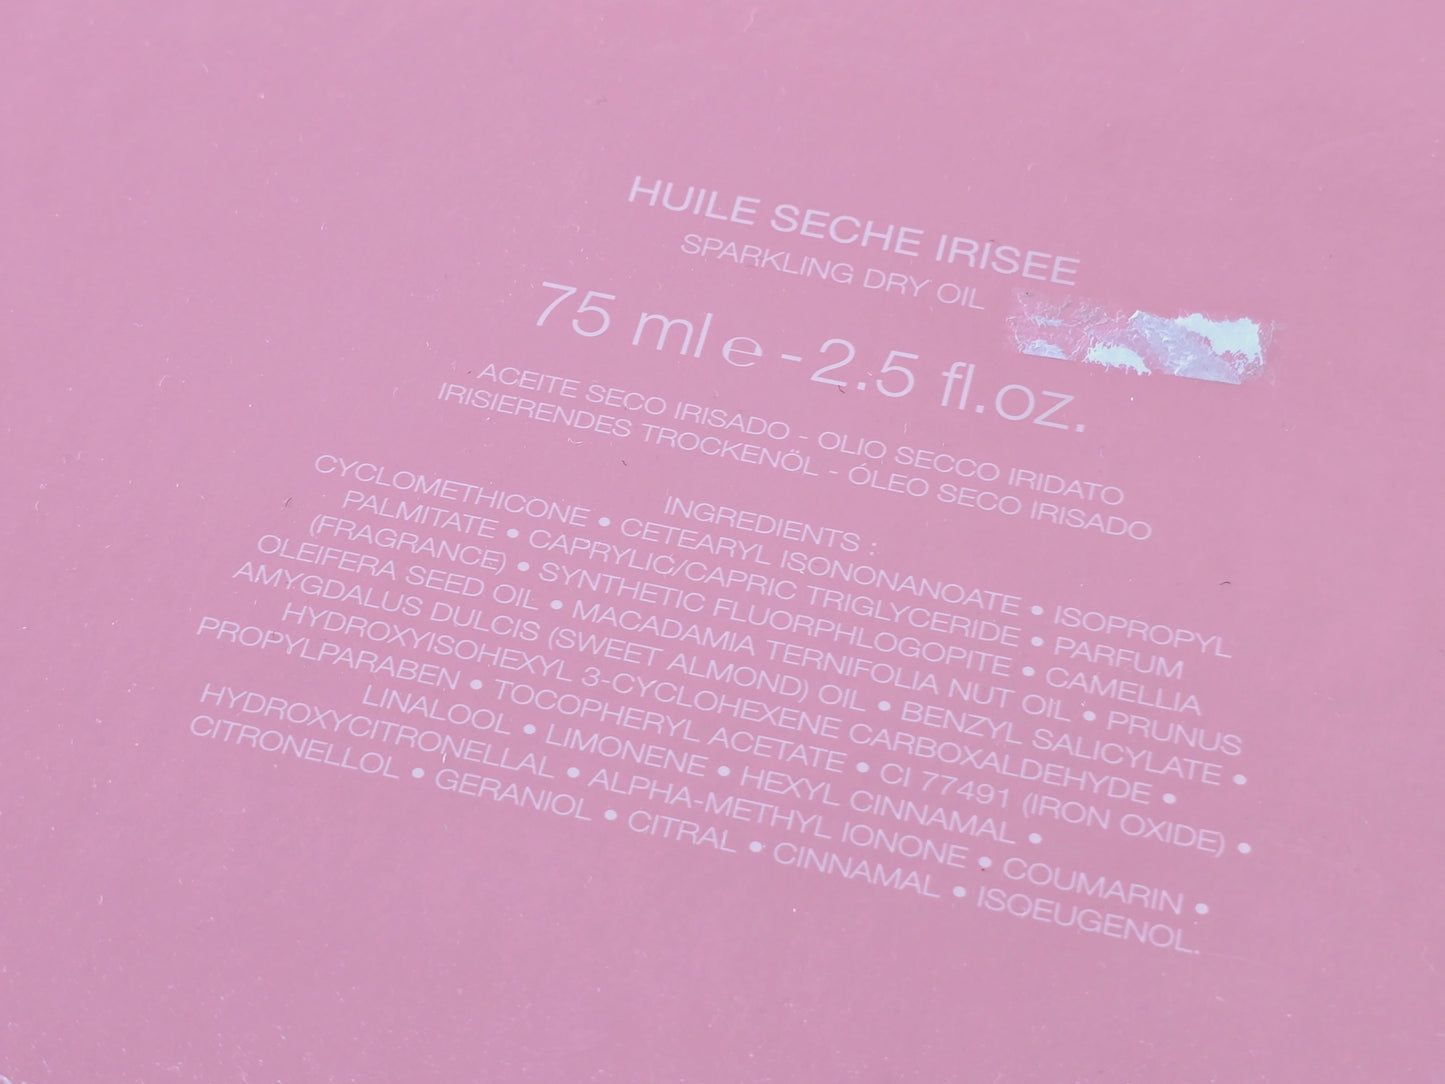 HUILE SECHE IRISEE
SPARKLING DRY OIL
75 ml e - 2.5 fl.oz.
ACEITE SECO IRISADO - OLIO SECCO IRIDATO
IRISIERENDES TROCKENÖL - ÓLEO SECO IRISADO
INGREDIENTS :
CYCLOMETHICONE • CETEARYL ISONONANOATE • ISOPROPYL
PALMITATE • CAPRYLIC/CAPRIC TRIGLYCERIDE • PARFUM
(FRAGRANCE) • SYNTHETIC FLUORPHLOGOPITE • CAMELLIA
OLEIFERA SEED OIL • MACADAMIA TERNIFOLIA NUT OIL • PRUNUS
AMYGDALUS DULCIS (SWEET ALMOND) OIL • BENZYL SALICYLATE •
HYDROXYISOHEXYL 3-CYCLOHEXENE CARBOXALDEHYDE •
PROPYLPARABEN • TOCOPHERYL ACETATE • CI 77491 (IRON OXIDE) •
LINALOOL • LIMONENE • HEXYL CINNAMAL •
HYDROXYCITRONELLAL • ALPHA-METHYL IONONE • COUMARIN •
CITRONELLOL • GERANIOL • CITRAL • CINNAMAL • ISOEUGENOL.